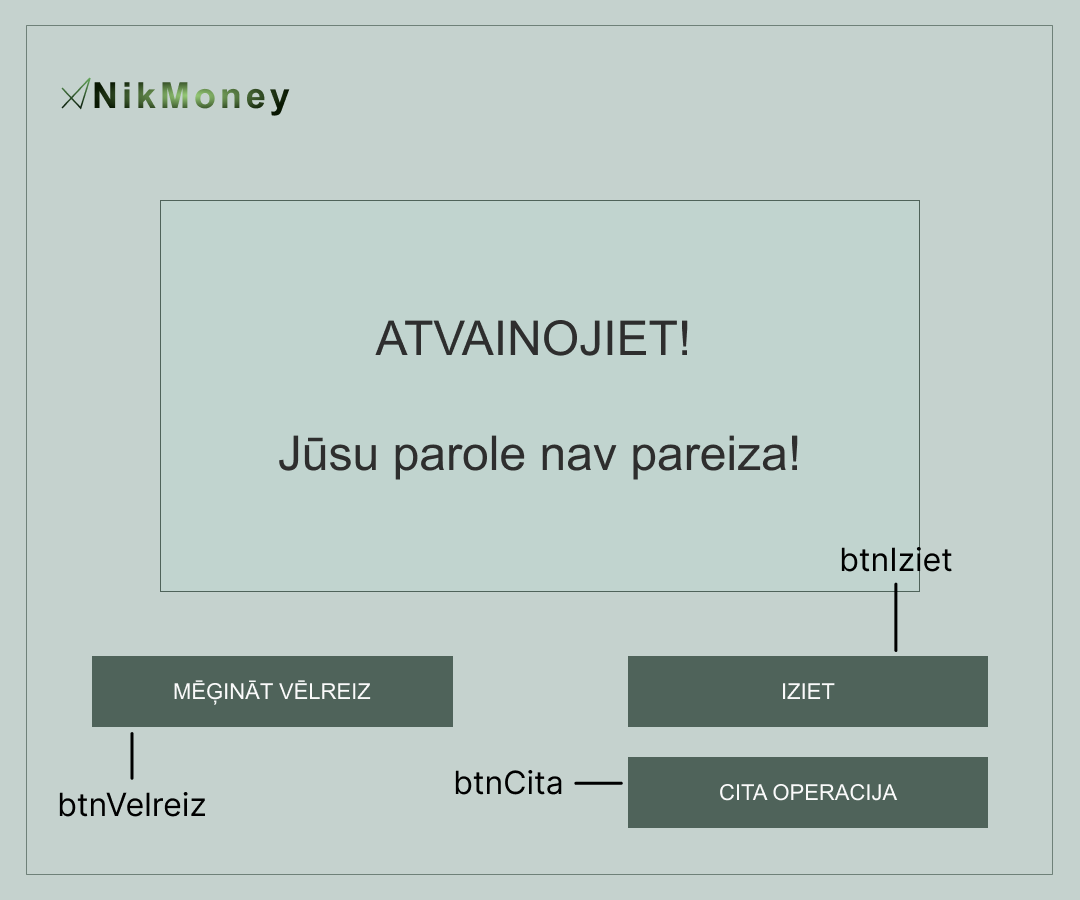 NikMoney
ATVAINOJIET!
Jūsu parole nav pareiza!
btnIziet
MĒĢINĀT VĒLREIZ
IZIET
btnVelreiz
btnCita
CITA OPERACIJA